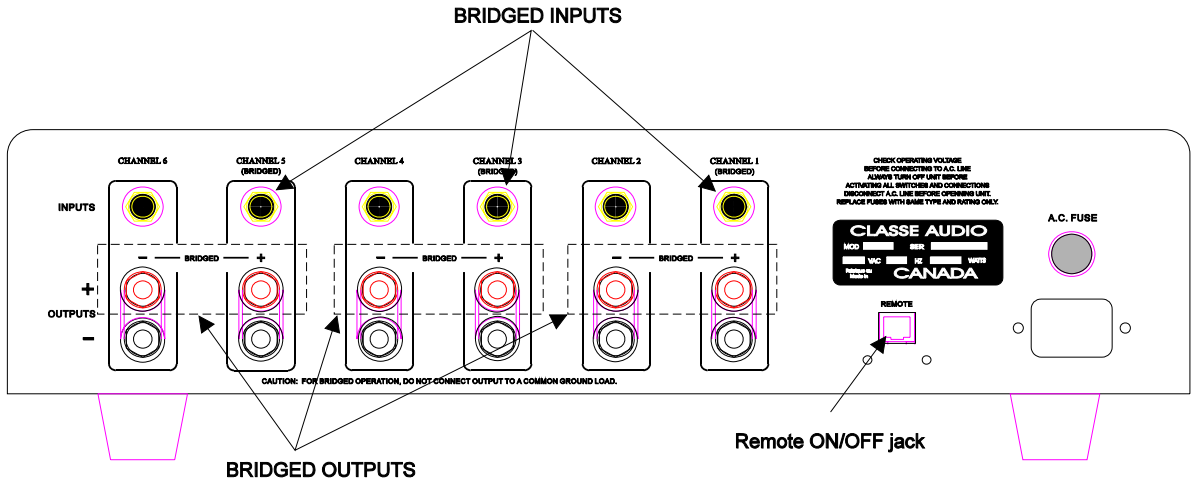 BRIDGED INPUTS
CHANNEL 6
CHANNEL 5
(BRIDGED)
CHANNEL 4
CHANNEL 3
(BRIDGED)
CHANNEL 2
CHANNEL 1
(BRIDGED)
CHECK OPERATING VOLTAGE
BEFORE CONNECTING TO A.C. LINE
ALWAYS TURN OFF UNIT BEFORE
ACTIVATING ALL SWITCHES AND CONNECTIONS
DISCONNECT A.C. LINE BEFORE OPENNING UNIT.
REPLACE FUSES WITH SAME TYPE AND RATING ONLY.
INPUTS
A.C. FUSE
CLASSE AUDIO
MOD SER
VAC HZ WATTS
Fabrique au
Made in
CANADA
− BRIDGED +
− BRIDGED +
− BRIDGED +
+
OUTPUTS
−
REMOTE
CAUTION: FOR BRIDGED OPERATION, DO NOT CONNECT OUTPUT TO A COMMON GROUND LOAD.
Remote ON/OFF jack
BRIDGED OUTPUTS